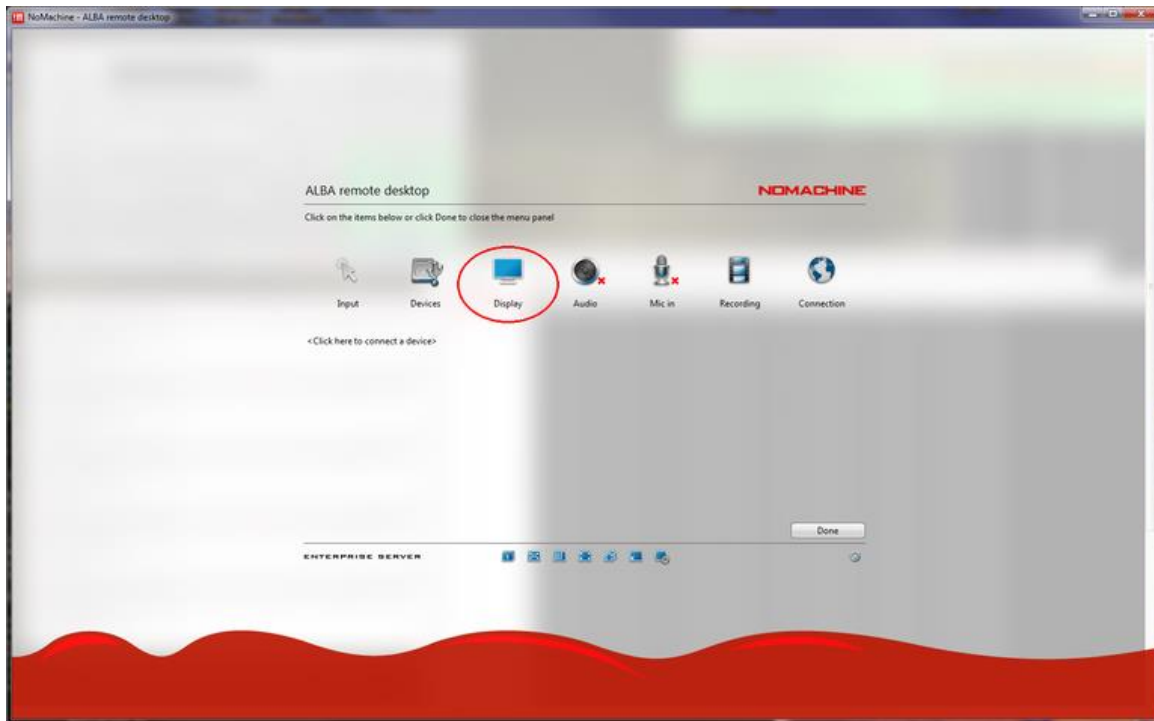 NoMachine - ALBA remote desktop
ALBA remote desktop NOMACHINE
Click on the items below or click Done to close the menu panel
Input Devices Display Audio Mic in Recording Connection
<Click here to connect a device>
Done
ENTERPRISE SERVER